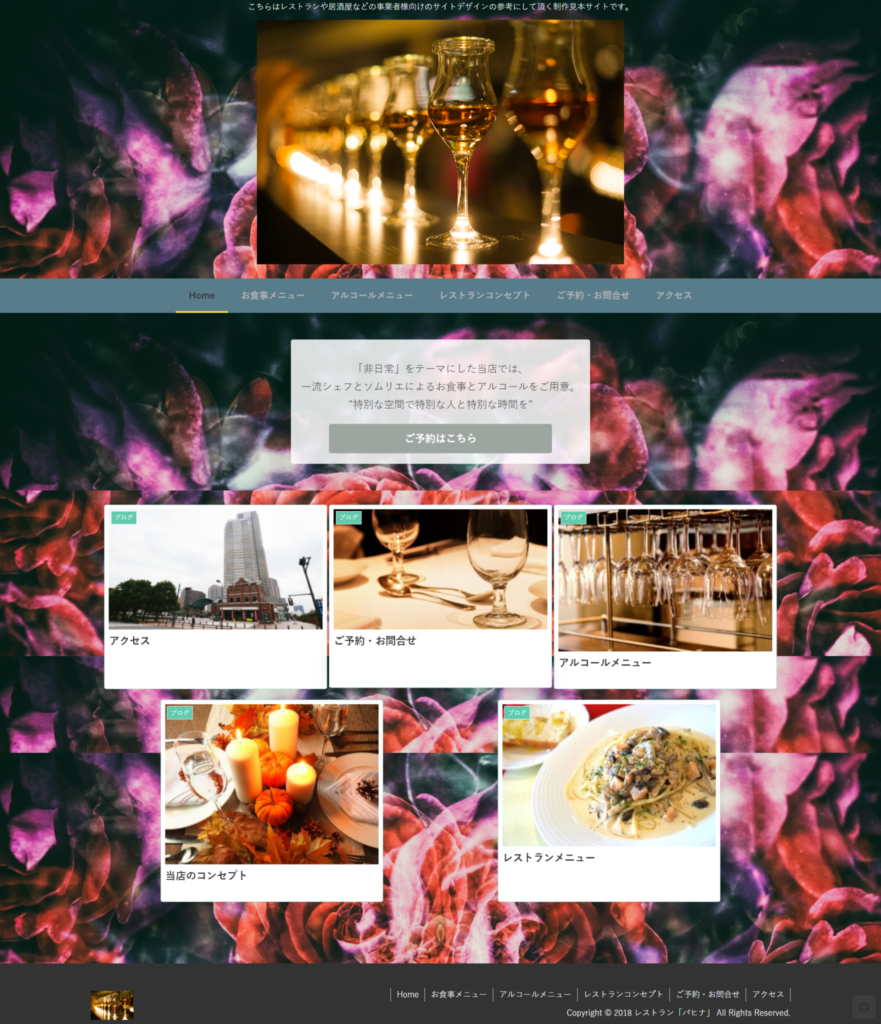 こちらはレストランや居酒屋などの事業者様向けのサイトデザインの参考にして頂く制作見本サイトです。
Home お食事メニュー アルコールメニュー レストランコンセプト ご予約・お問合せ アクセス
「非日常」をテーマにした当店では、
一流シェフとソムリエによるお食事とアルコールをご用意。
"特別な空間で特別な人と特別な時間を"
ご予約はこちら
ブログ
アクセス
ブログ
ご予約・お問合せ
ブログ
アルコールメニュー
ブログ
当店のコンセプト
ブログ
レストランメニュー
Home お食事メニュー アルコールメニュー レストランコンセプト ご予約・お問合せ アクセス
Copyright © 2018 レストラン「パヒナ」 All Rights Reserved.